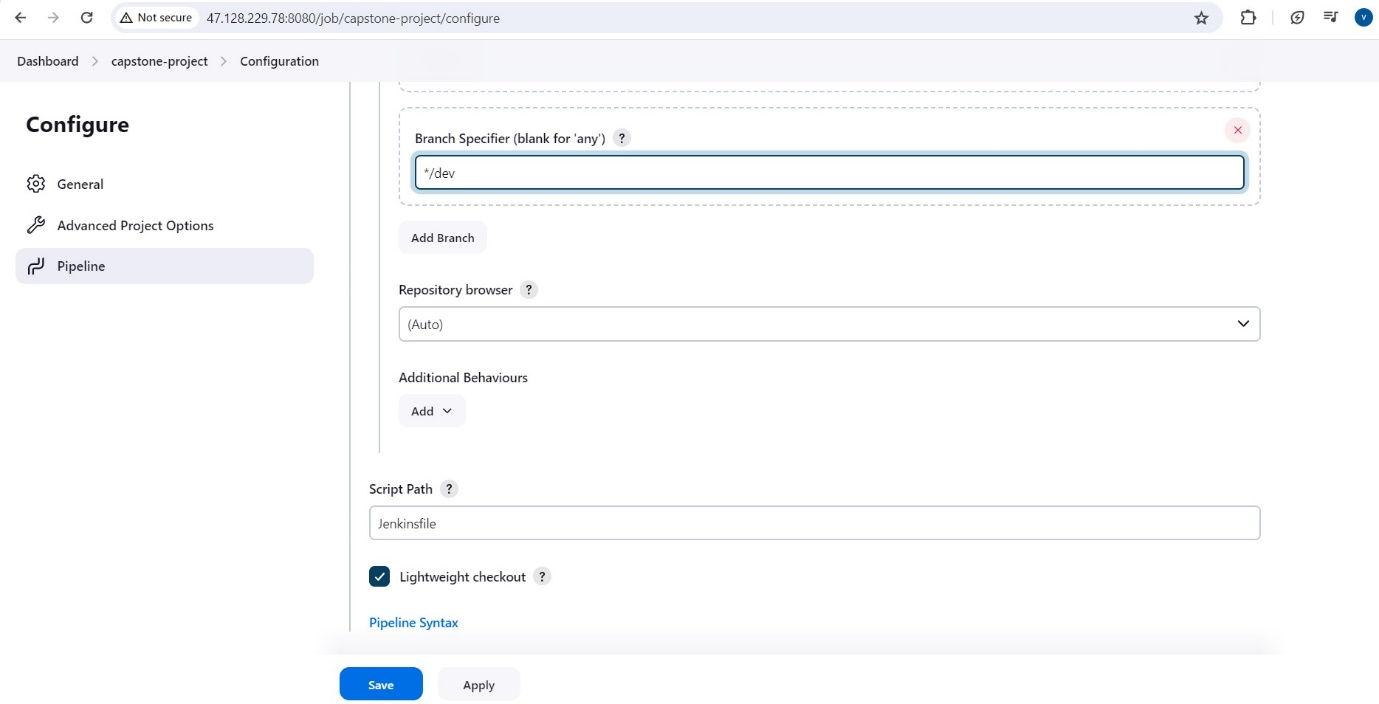 Not secure
47.128.229.78:8080/job/capstone-project/configure
v
Dashboard > capstone-project > Configuration
Configure
General
Advanced Project Options
Pipeline
Branch Specifier (blank for 'any') ?
*/dev
Add Branch
Repository browser ?
(Auto)
Additional Behaviours
Add
Script Path ?
Jenkinsfile
Lightweight checkout ?
Pipeline Syntax
Save
Apply